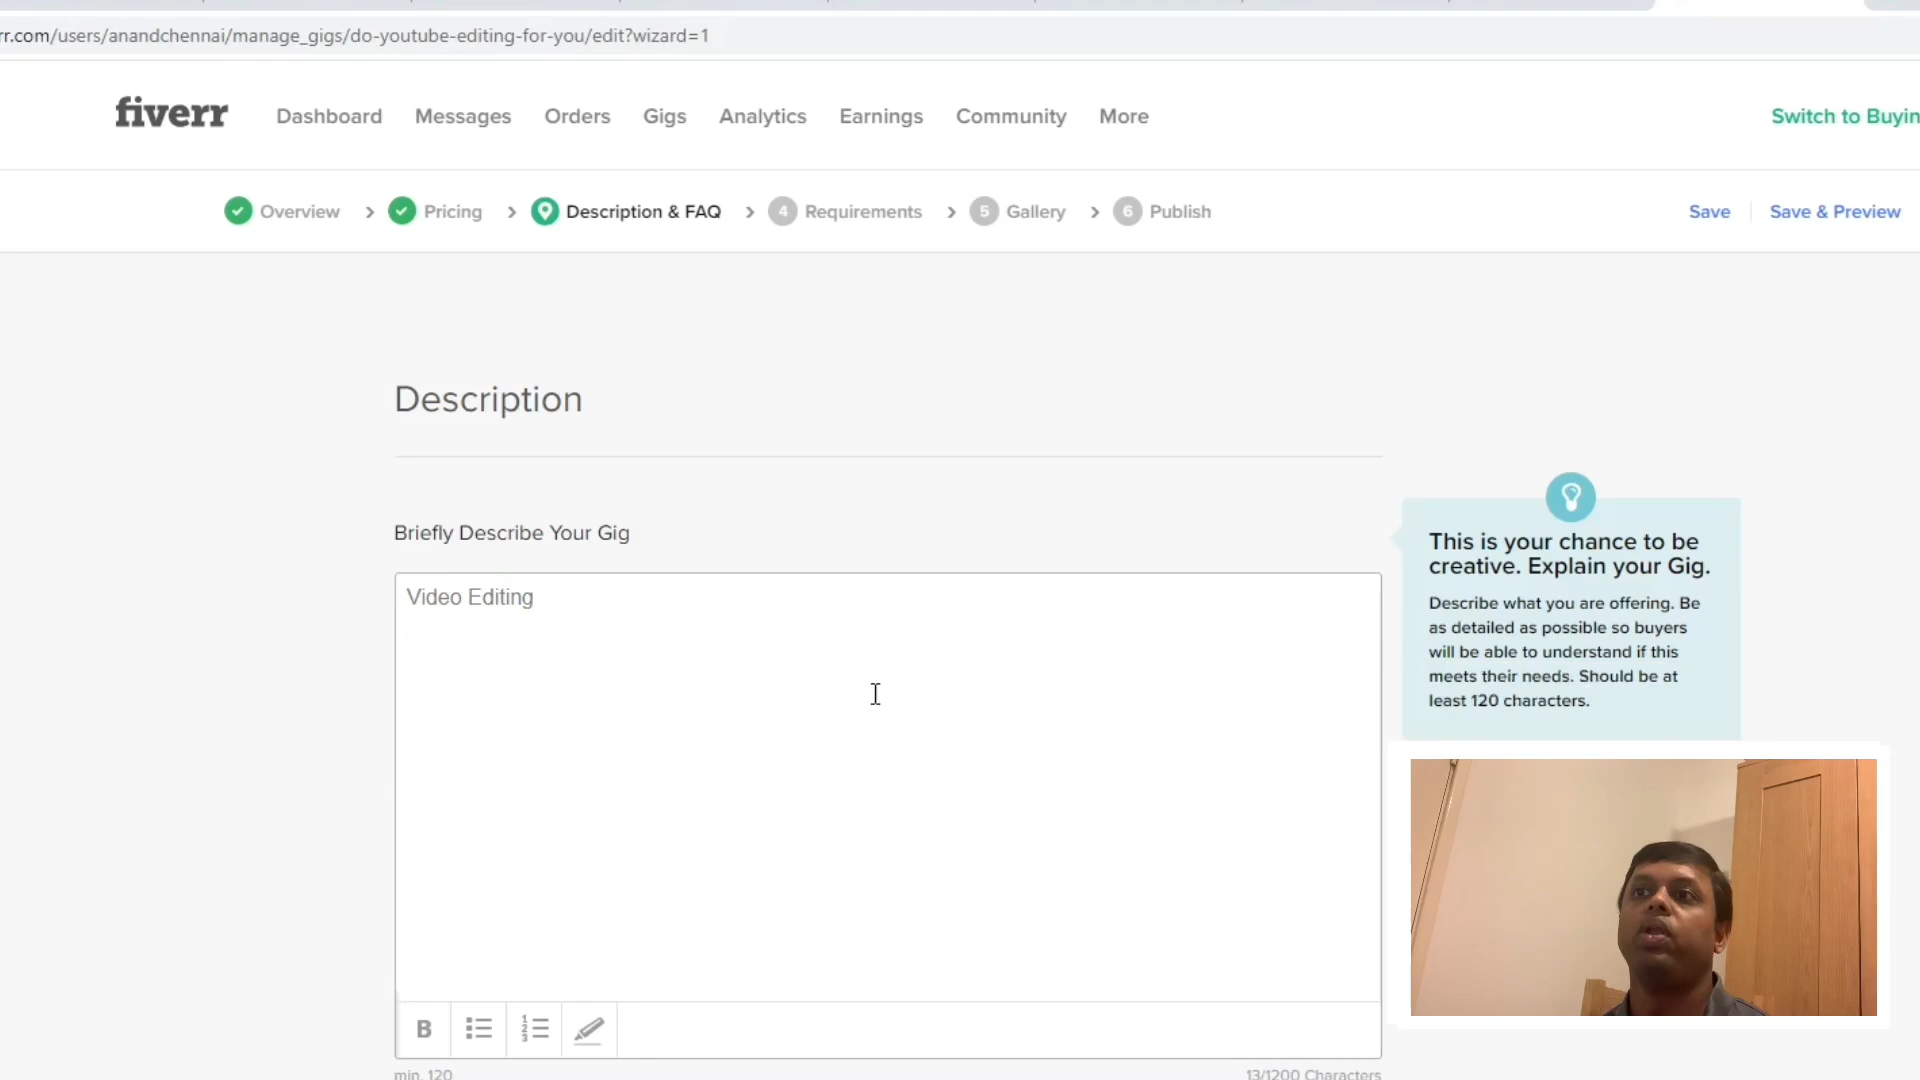 rr.com/users/anandchennai/manage_gigs/do-youtube-editing-for-you/edit?wizard=1
fiverr Dashboard Messages Orders Gigs Analytics Earnings Community More Switch to Buyin
Overview > Pricing > Description & FAQ > 4 Requirements > 5 Gallery > 6 Publish Save Save & Preview
Description
Briefly Describe Your Gig
Video Editing
This is your chance to be
creative. Explain your Gig.
Describe what you are offering. Be
as detailed as possible so buyers
will be able to understand if this
meets their needs. Should be at
least 120 characters.
B
min. 120 13/1200 Characters